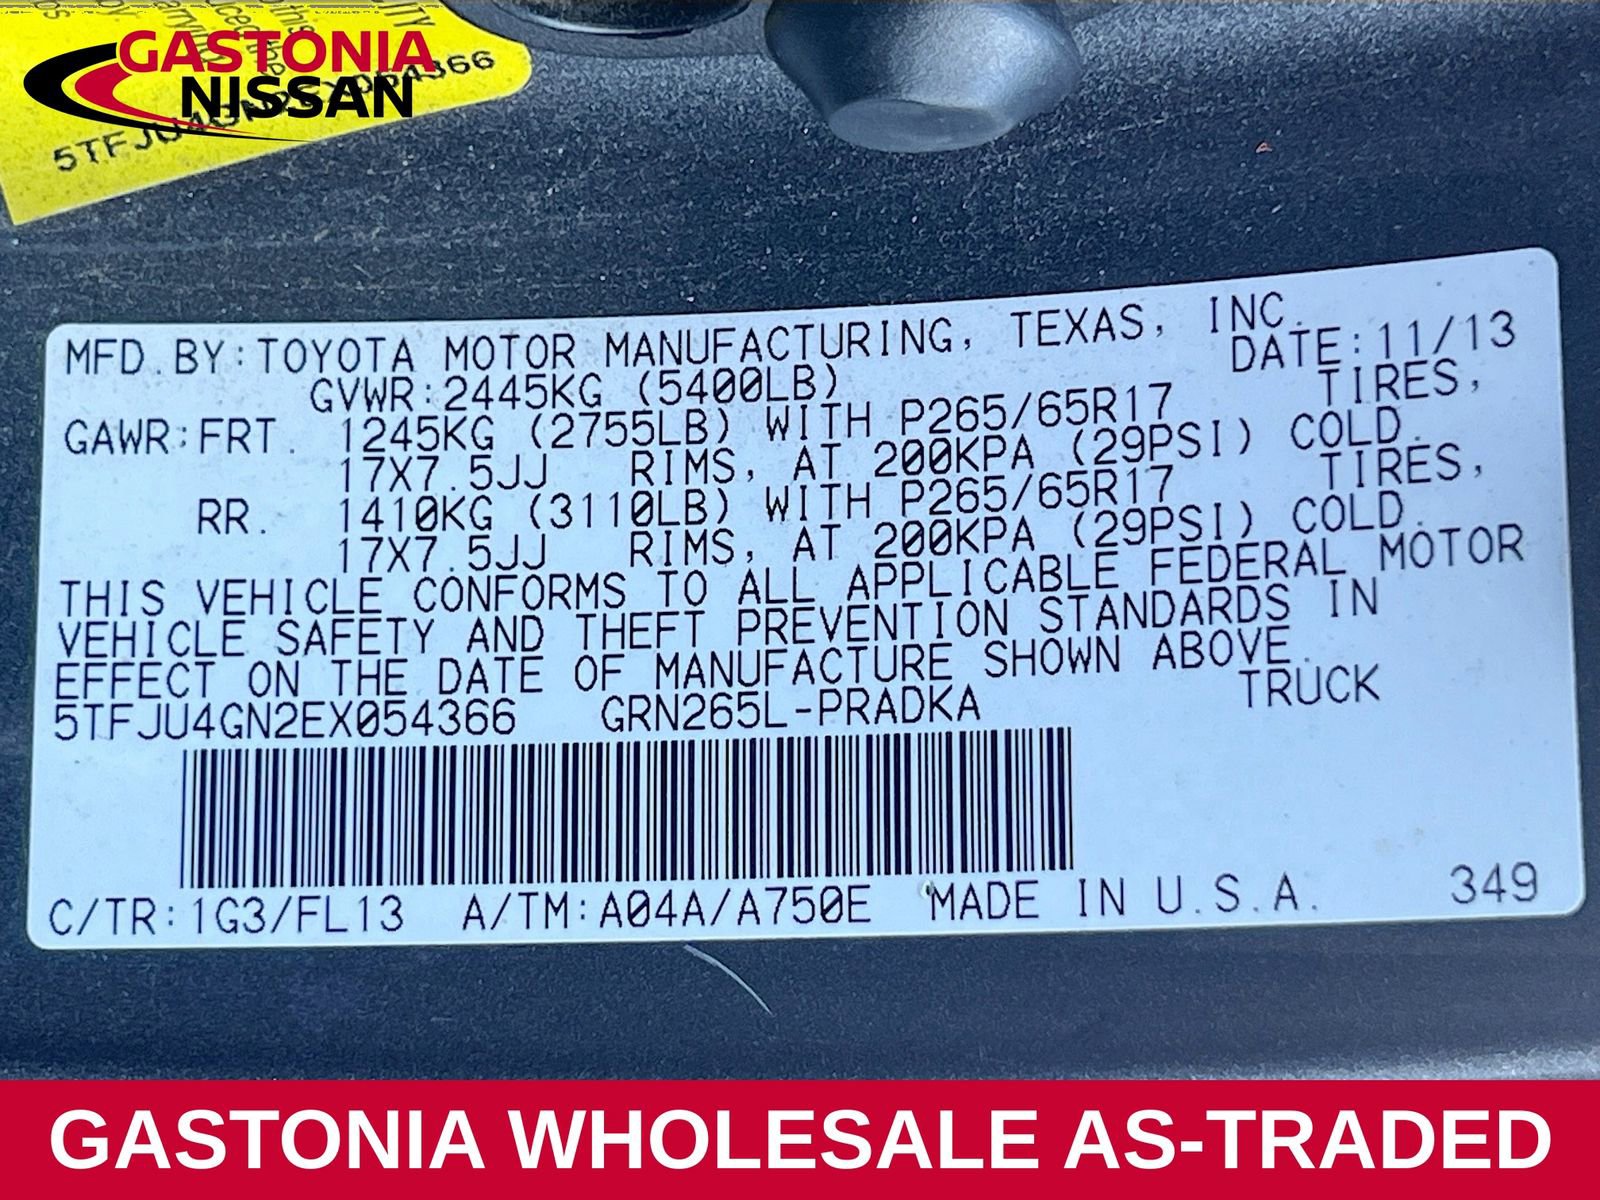 GASTONIA
NISSAN
MFD.BY:TOYOTA MOTOR MANUFACTURING, TEXAS, INC.
DATE:11/13
GVWR:2445KG (5400LB)
GAWR:FRT. 1245KG (2755LB) WITH P265/65R17 TIRES,
17X7.5JJ RIMS, AT 200KPA (29PSI) COLD.
RR. 1410KG (3110LB) WITH P265/65R17 TIRES,
17X7.5JJ RIMS, AT 200KPA (29PSI) COLD.
THIS VEHICLE CONFORMS TO ALL APPLICABLE FEDERAL MOTOR
VEHICLE SAFETY AND THEFT PREVENTION STANDARDS IN
EFFECT ON THE DATE OF MANUFACTURE SHOWN ABOVE.
5TFJU4GN2EX054366 GRN265L-PRADKA TRUCK
C/TR:1G3/FL13 A/TM:A04A/A750E MADE IN U.S.A. 349
GASTONIA WHOLESALE AS-TRADED